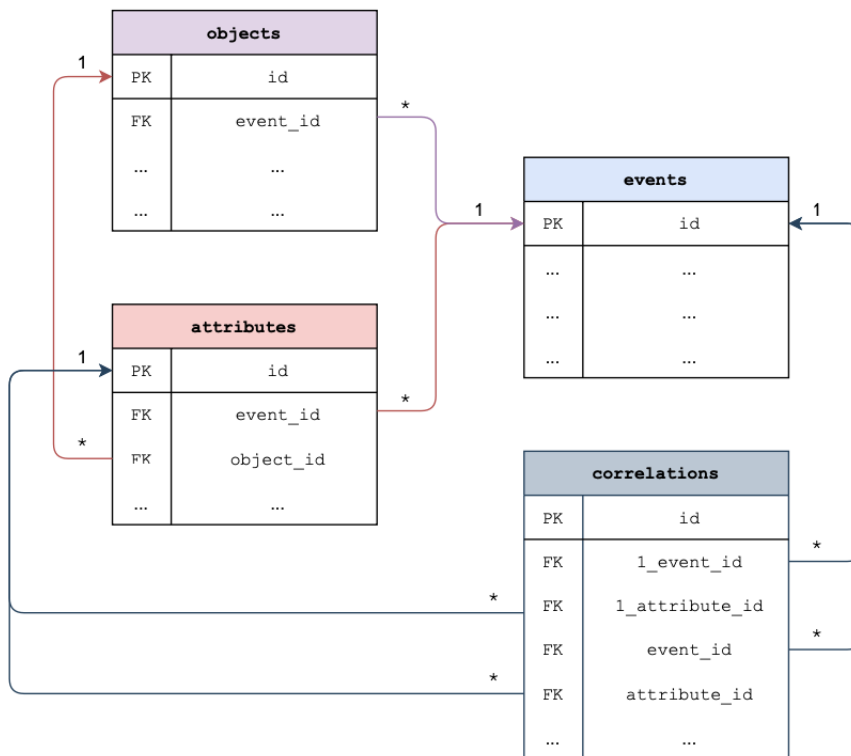 objects
PK id
FK event_id
... ...
... ...
1
*
events
PK id
... ...
... ...
... ...
1
1
attributes
PK id
FK event_id
FK object_id
... ...
1
*
*
correlations
PK id
FK 1_event_id
FK 1_attribute_id
FK event_id
FK attribute_id
... ...
*
*
*
*